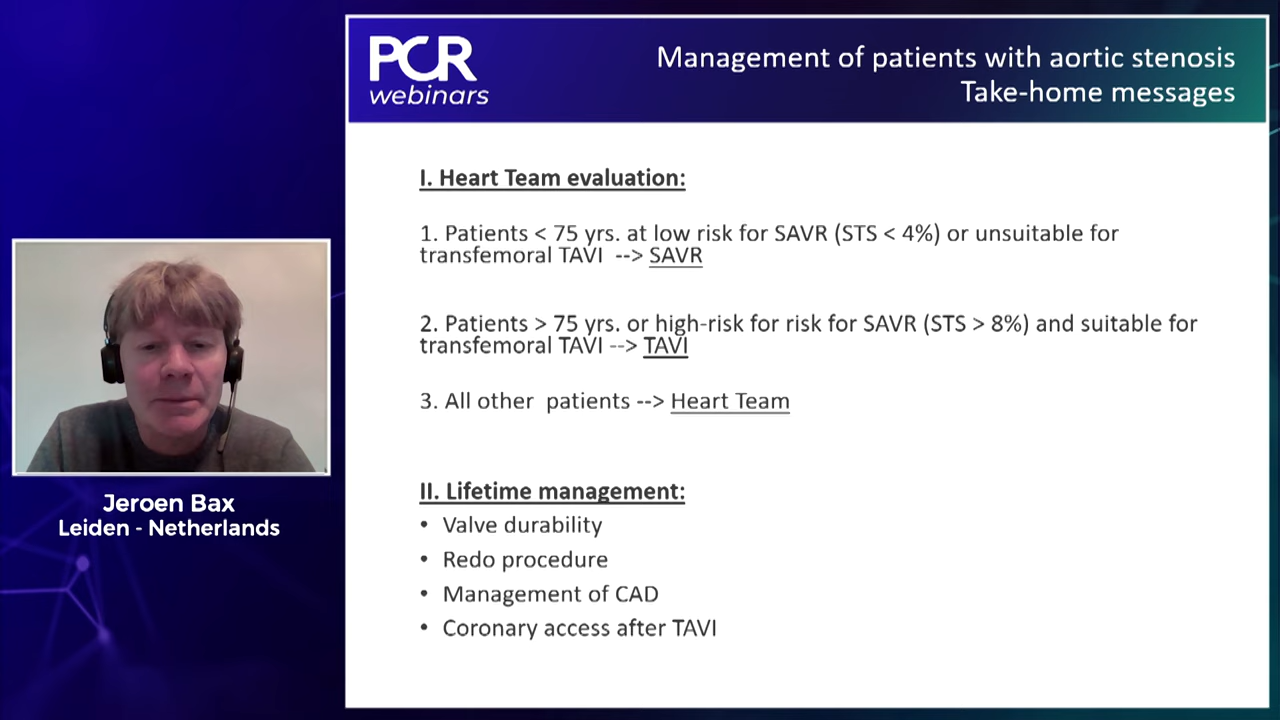 PCR
webinars
Management of patients with aortic stenosis
Take-home messages
I. Heart Team evaluation:
1. Patients < 75 yrs. at low risk for SAVR (STS < 4%) or unsuitable for
transfemoral TAVI --> SAVR
2. Patients > 75 yrs. or high-risk for risk for SAVR (STS > 8%) and suitable for
transfemoral TAVI --> TAVI
3. All other patients --> Heart Team
II. Lifetime management:
• Valve durability
• Redo procedure
• Management of CAD
• Coronary access after TAVI
Jeroen Bax
Leiden - Netherlands